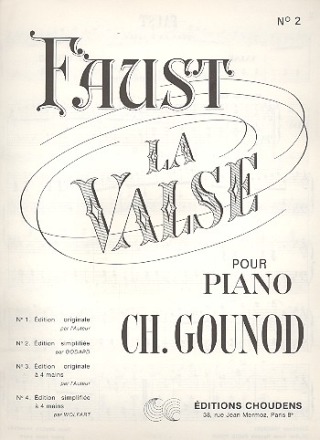 N° 2
FAUST
LA
VALSE
POUR
PIANO
CH. GOUNOD
N° 1. Édition originale
par l'Auteur
N° 2. Édition simplifiée
par GODARD
N° 3. Édition originale
à 4 mains
par l'Auteur
N° 4. Édition simplifiée
à 4 mains
par WOLFART
ÉDITIONS CHOUDENS
38, rue Jean Mermoz, Paris 8e